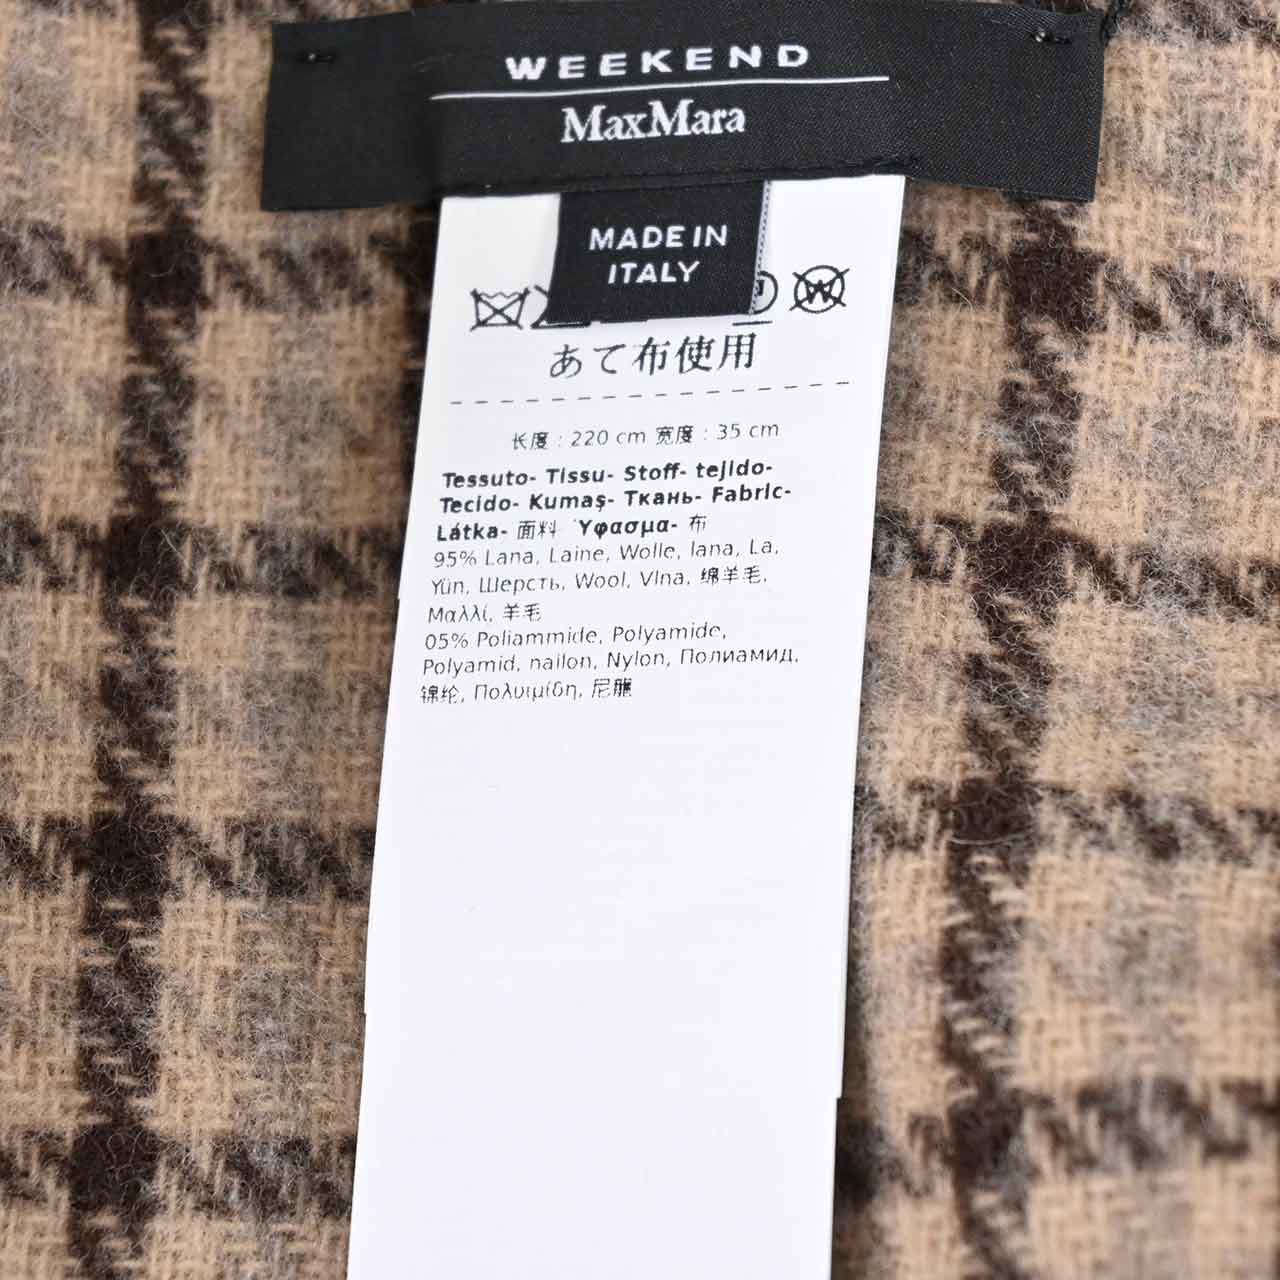 WEEKEND
MaxMara
MADE IN
ITALY
W
あて布使用
长度 : 220 cm 宽度 : 35 cm
Tessuto- Tissu- Stoff- tejido-
Tecido- Kumaş- Ткань- Fabric-
Látka- 面料 Ύφασμα- 布
95% Lana, Laine, Wolle, lana, La,
Yün, Шерсть, Wool, Vlna, 绵羊毛,
Μαλλί, 羊毛
05% Poliammide, Polyamide,
Polyamid, nailon, Nylon, Полиамид,
锦纶, Πολυιμίδη, 尼龍